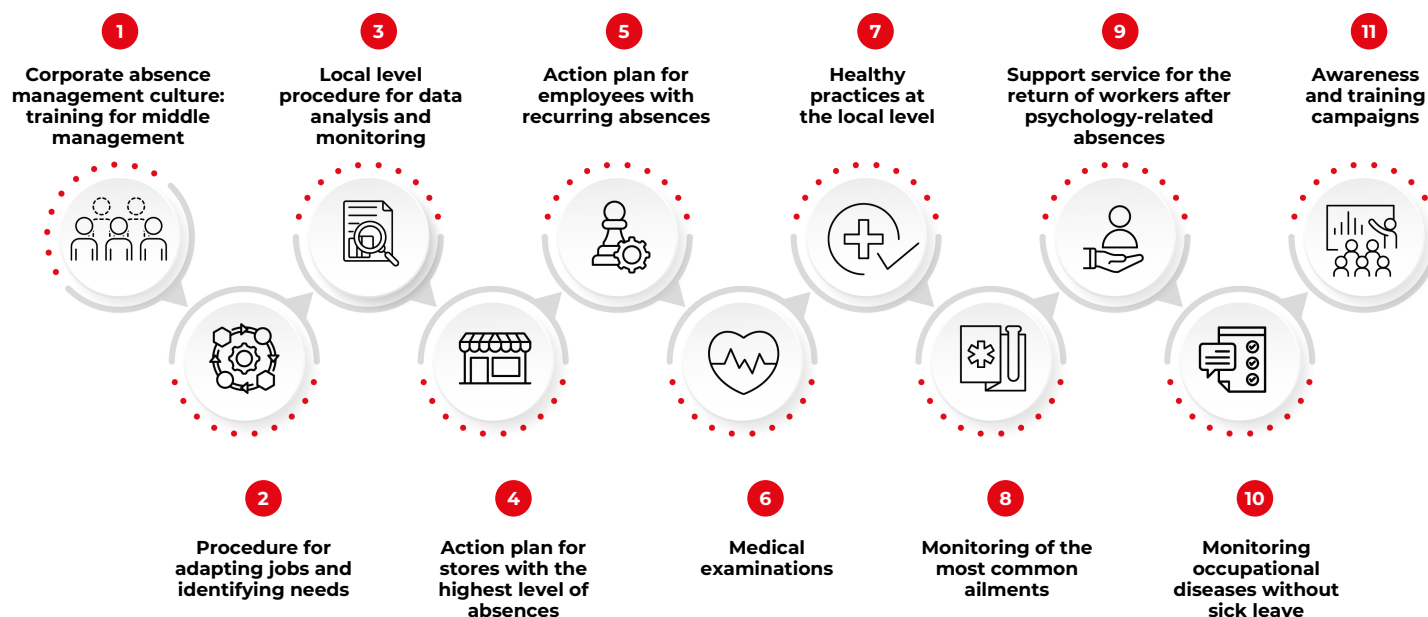 1
Corporate absence
management culture:
training for middle
management
2
Procedure for
adapting jobs and
identifying needs
3
Local level
procedure for data
analysis and
monitoring
4
Action plan for
stores with the
highest level of
absences
5
Action plan for
employees with
recurring absences
6
Medical
examinations
7
Healthy
practices at
the local level
8
Monitoring of the
most common
ailments
9
Support service for the
return of workers after
psychology-related
absences
10
Monitoring
occupational
diseases without
sick leave
11
Awareness
and training
campaigns